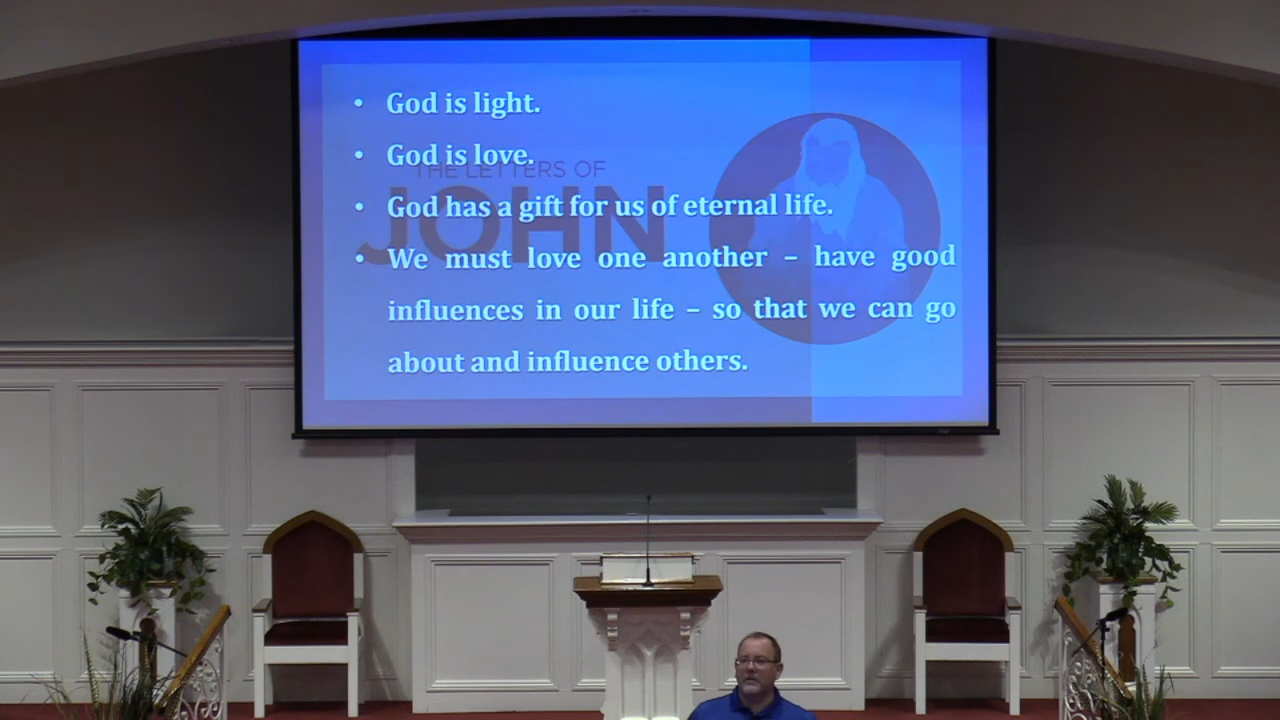 • God is light.
• God is love.
THE LETTERS OF
JOHN
• God has a gift for us of eternal life.
• We must love one another – have good
influences in our life – so that we can go
about and influence others.